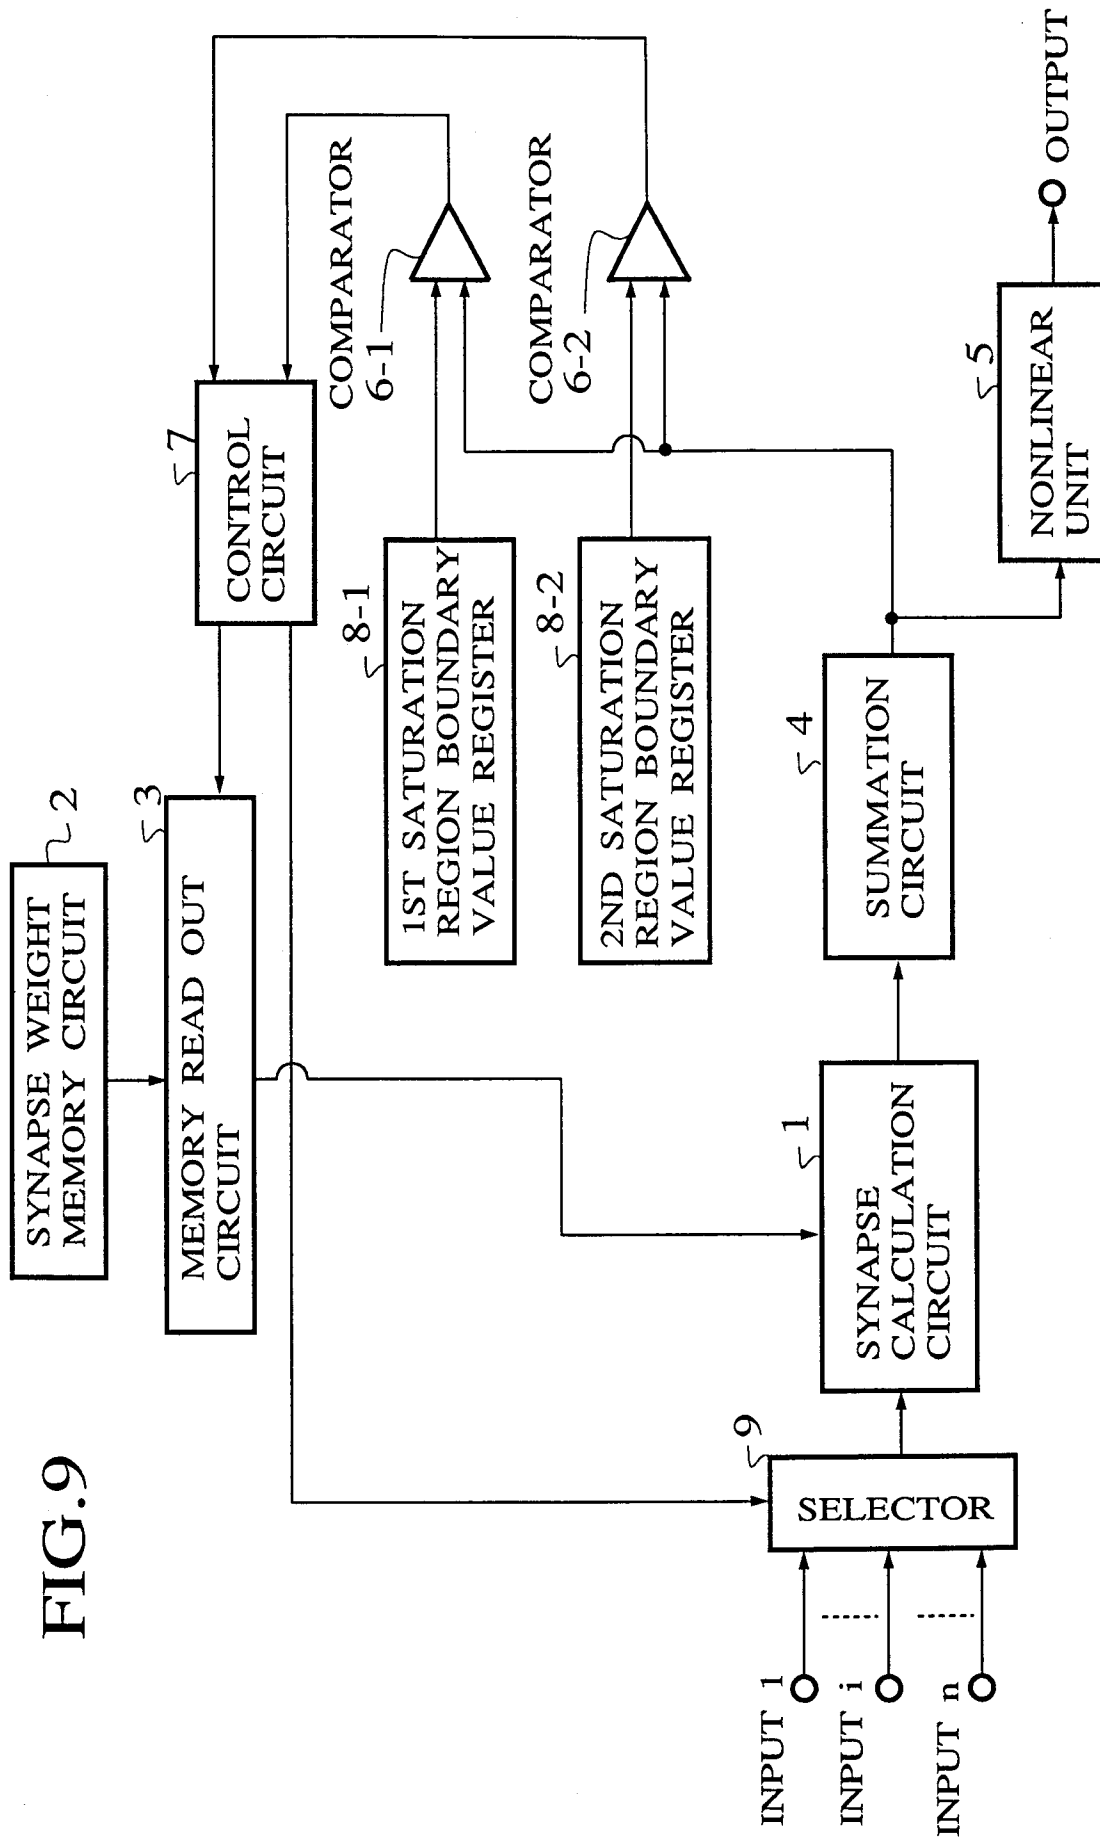 FIG.9
SYNAPSE WEIGHT
MEMORY CIRCUIT
2
MEMORY READ OUT
CIRCUIT
3
CONTROL
CIRCUIT
7
1ST SATURATION
REGION BOUNDARY
VALUE REGISTER
8-1
COMPARATOR
6-1
2ND SATURATION
REGION BOUNDARY
VALUE REGISTER
8-2
COMPARATOR
6-2
INPUT 1
INPUT i
INPUT n
SELECTOR
9
SYNAPSE
CALCULATION
CIRCUIT
1
SUMMATION
CIRCUIT
4
NONLINEAR
UNIT
5
OUTPUT